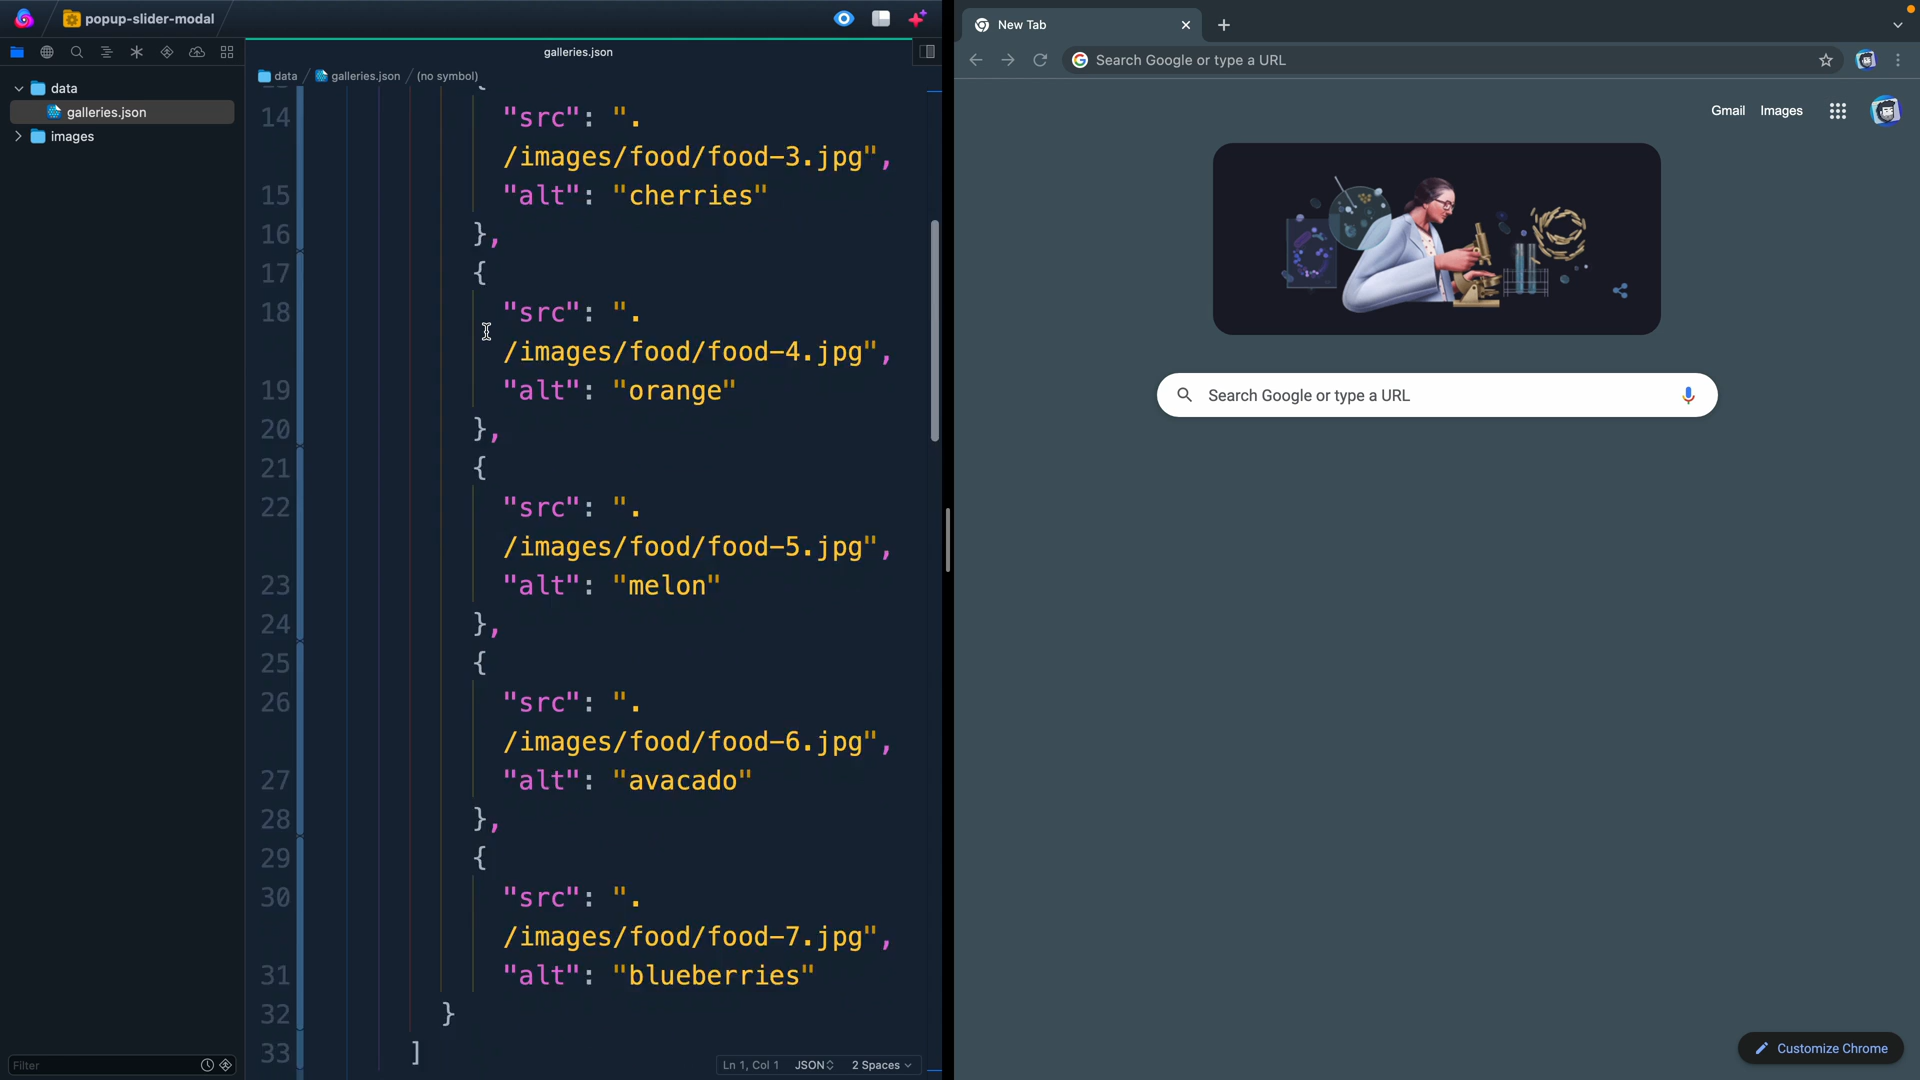 popup-slider-modal
galleries.json
data
galleries.json
images
data
galleries.json
(no symbol)
14
"src": ".
/images/food/food-3.jpg",
15
"alt": "cherries"
16
},
17
{
18
"src": ".
/images/food/food-4.jpg",
19
"alt": "orange"
20
},
21
{
22
"src": ".
/images/food/food-5.jpg",
23
"alt": "melon"
24
},
25
{
26
"src": ".
/images/food/food-6.jpg",
27
"alt": "avacado"
28
},
29
{
30
"src": ".
/images/food/food-7.jpg",
31
"alt": "blueberries"
32
}
33
]
Filter
Ln 1, Col 1
JSON
2 Spaces
New Tab
Search Google or type a URL
Gmail
Images
Search Google or type a URL
Customize Chrome